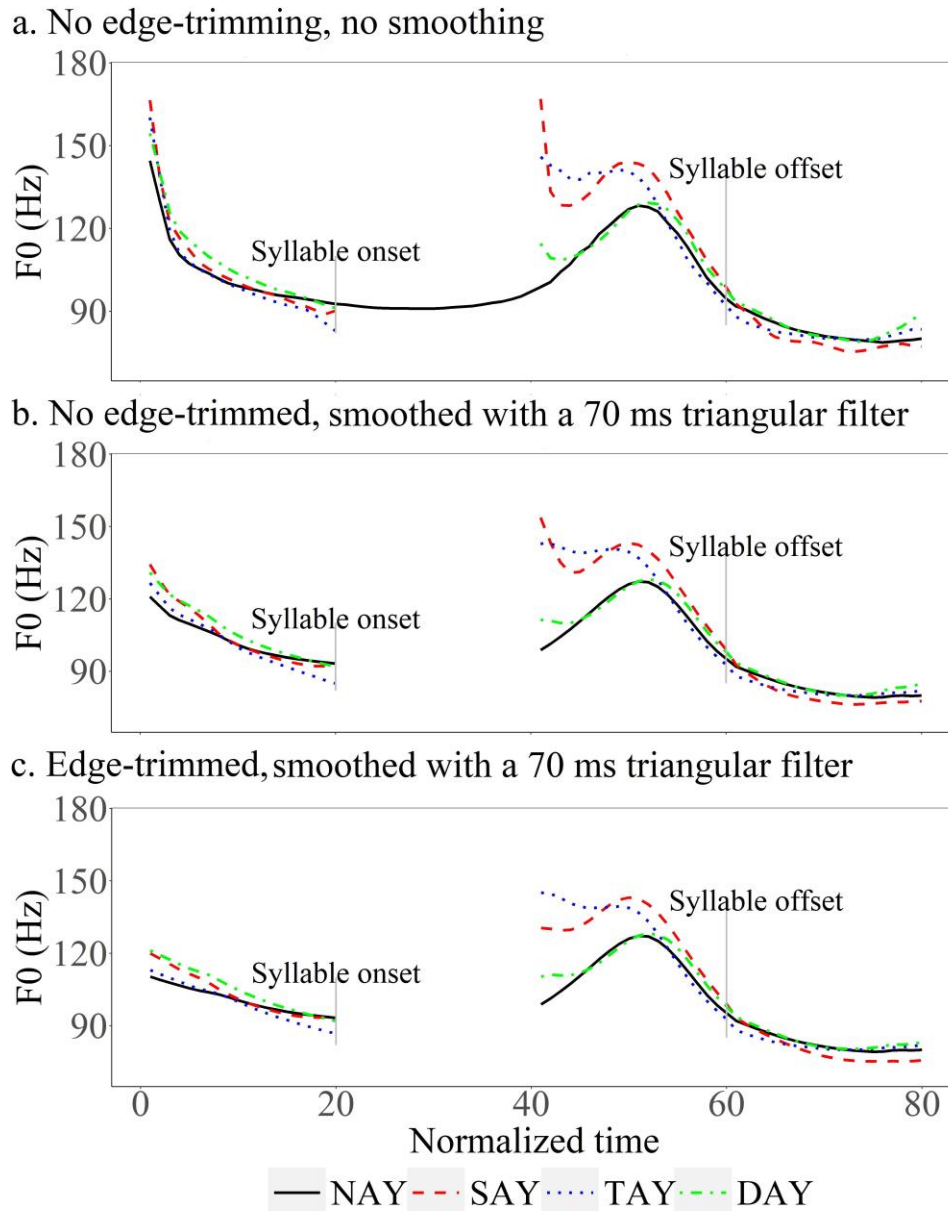 a. No edge-trimming, no smoothing
180
150
120
90
F0 (Hz)
Syllable onset
Syllable offset
b. No edge-trimmed, smoothed with a 70 ms triangular filter
180
150
120
90
F0 (Hz)
Syllable onset
Syllable offset
c. Edge-trimmed, smoothed with a 70 ms triangular filter
180
150
120
90
F0 (Hz)
Syllable onset
Syllable offset
0 20 40 60 80
Normalized time
NAY SAY TAY DAY